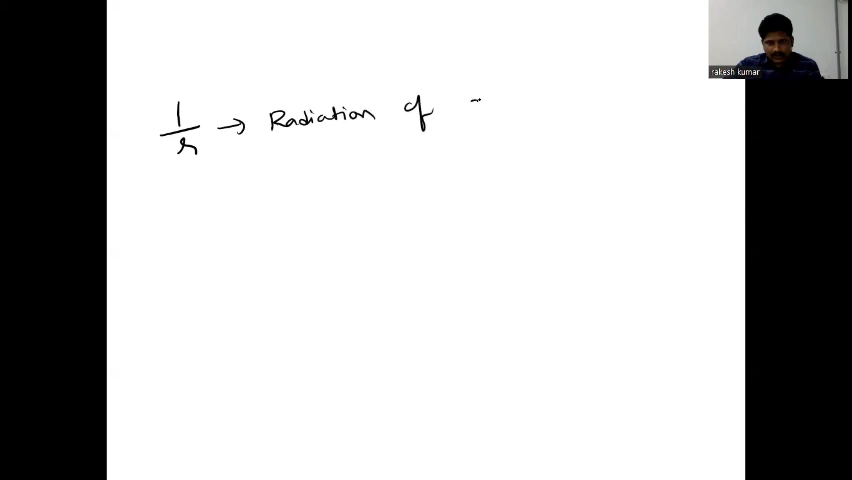 rakesh kumar
1/r → Radiation of